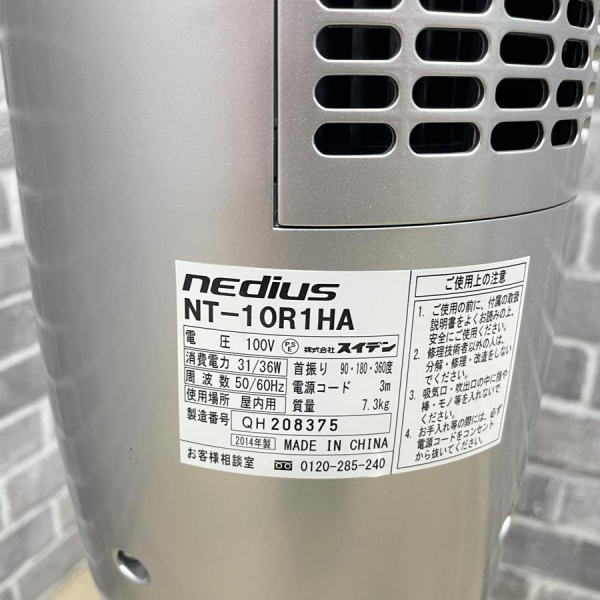 nedius
NT-10R1HA
電圧 100V PSE 株式会社 スイデン
消費電力 31/36W 首振り 90・180・360度
周波数 50/60Hz 電源コード 3m
使用場所 屋内用 質量 7.3kg
製造番号 QH208375
2014年製 MADE IN CHINA
お客様相談室 0120-285-240
ご使用上の注意
1. ご使用の前に、付属の取扱
説明書をよくお読みの上、
安全にご使用ください。
2. 修理技術者以外の人は、
分解・修理・改造をしない
でください。
3. 吸気口・吹出口の中に指や
棒・モノ等を入れないで
ください。
4. お手入れ等の際には、必ず
電源コードをコンセント
から抜いてください。